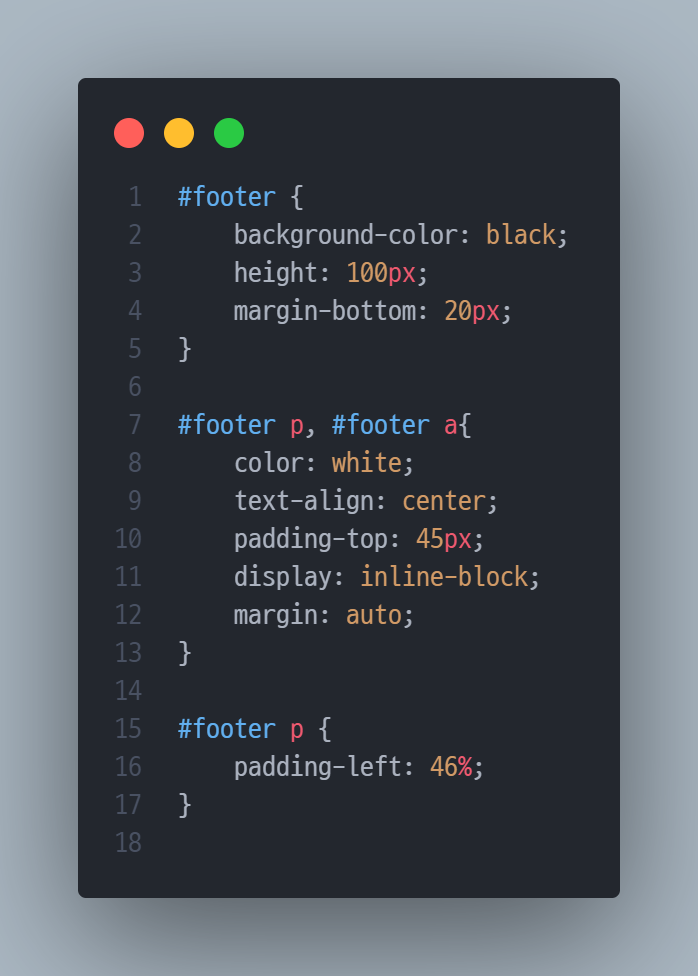 1 #footer {
2     background-color: black;
3     height: 100px;
4     margin-bottom: 20px;
5 }
6
7 #footer p, #footer a{
8     color: white;
9     text-align: center;
10     padding-top: 45px;
11     display: inline-block;
12     margin: auto;
13 }
14
15 #footer p {
16     padding-left: 46%;
17 }
18